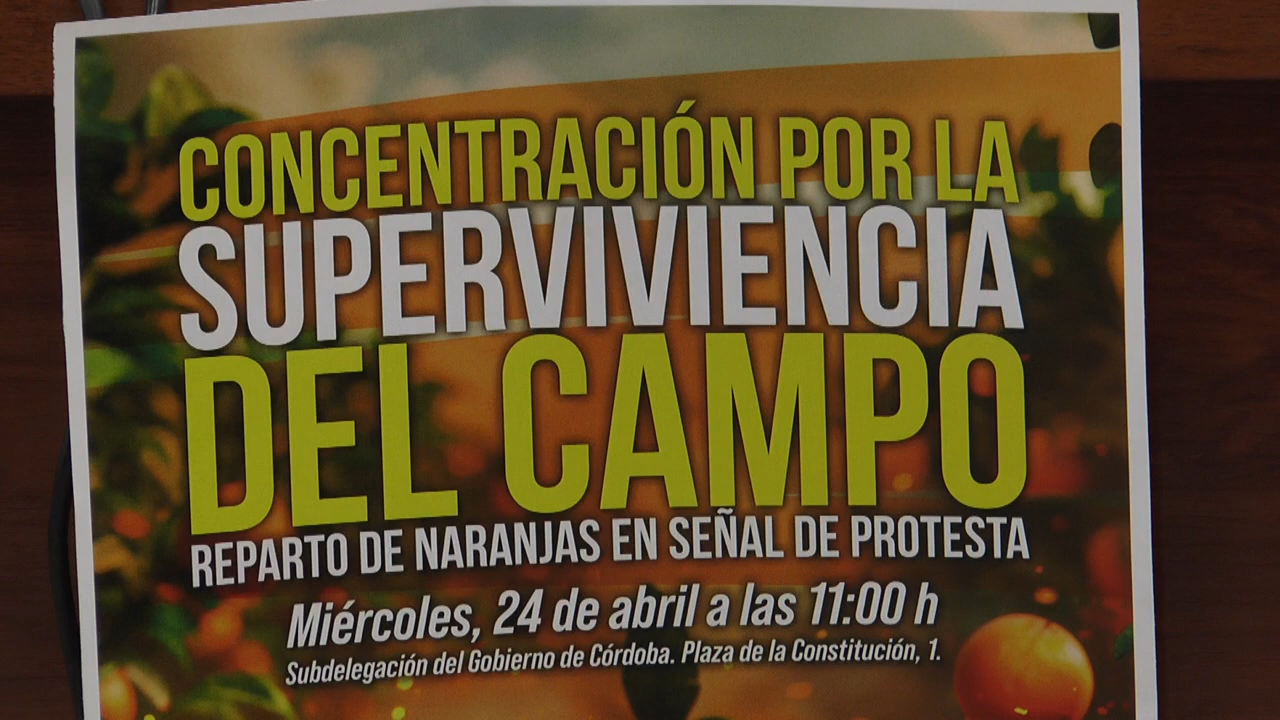 CONCENTRACIÓN POR LA
SUPERVIVIENCIA
DEL CAMPO
REPARTO DE NARANJAS EN SEÑAL DE PROTESTA
Miércoles, 24 de abril a las 11:00 h
Subdelegación del Gobierno de Córdoba. Plaza de la Constitución, 1.